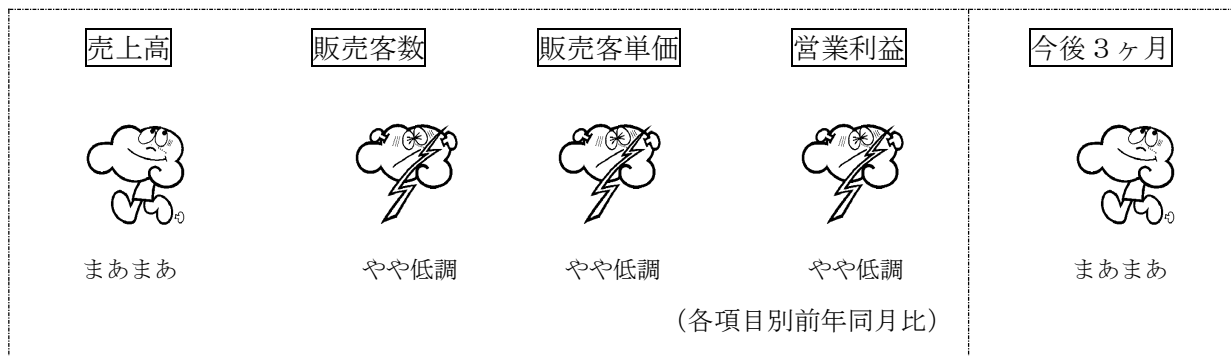 売上高 販売客数 販売客単価 営業利益 今後３ヶ月
まあまあ やや低調 やや低調 やや低調 まあまあ
（各項目別前年同月比）